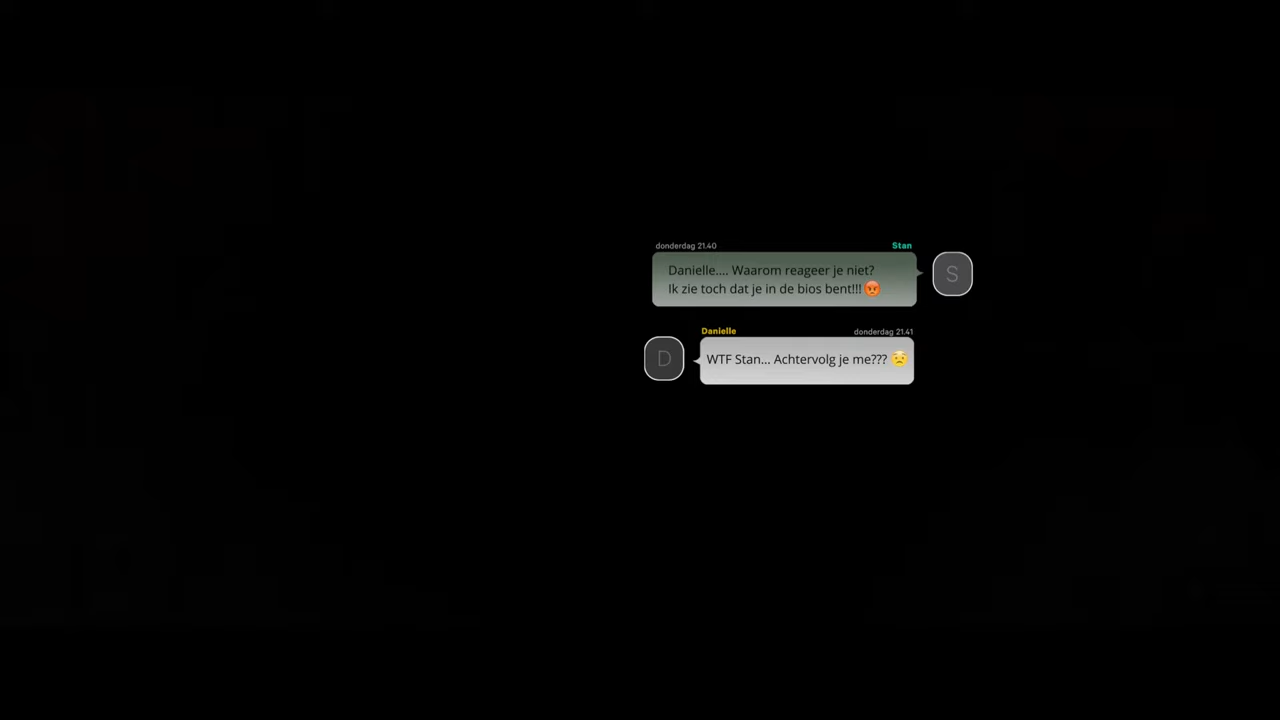 donderdag 21.40 Stan
Danielle.... Waarom reageer je niet?
Ik zie toch dat je in de bios bent!!! 😡
S
Danielle donderdag 21.41
D
WTF Stan... Achtervolg je me??? 😟